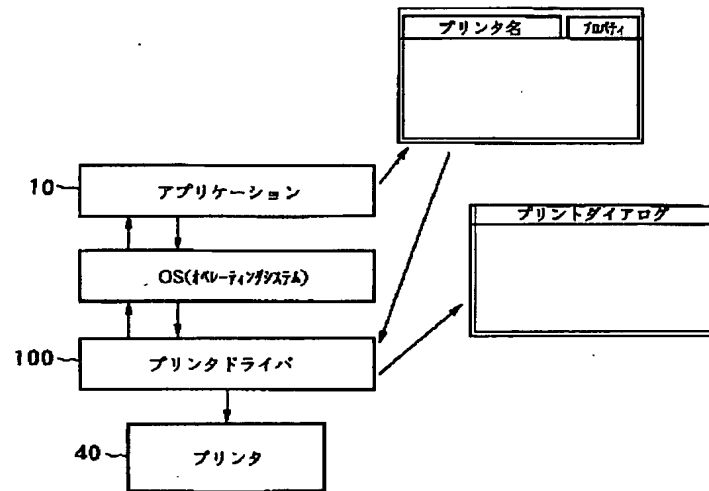 プリンタ名
プロパティ
10
アプリケーション
プリントダイアログ
OS(オペレーティングシステム)
100
プリンタドライバ
40
プリンタ